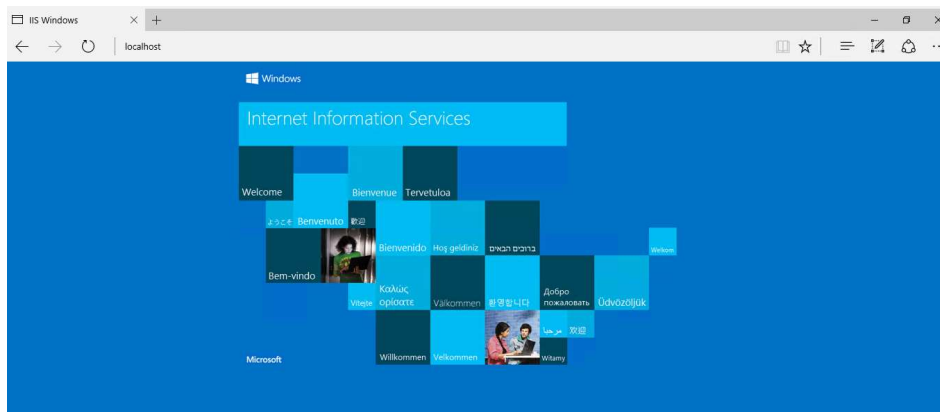 IIS Windows
localhost
Windows
Internet Information Services
Welcome
Bienvenue
Tervetuloa
ようこそ
Benvenuto
歡迎
Bienvenido
Hoş geldiniz
ברוכים הבאים
Welkom
Bem-vindo
Vítejte
Καλώς
ορίσατε
Välkommen
환영합니다
Добро
пожаловать
Üdvözöljük
Microsoft
Willkommen
Velkommen
مرحبا
欢迎
Witamy